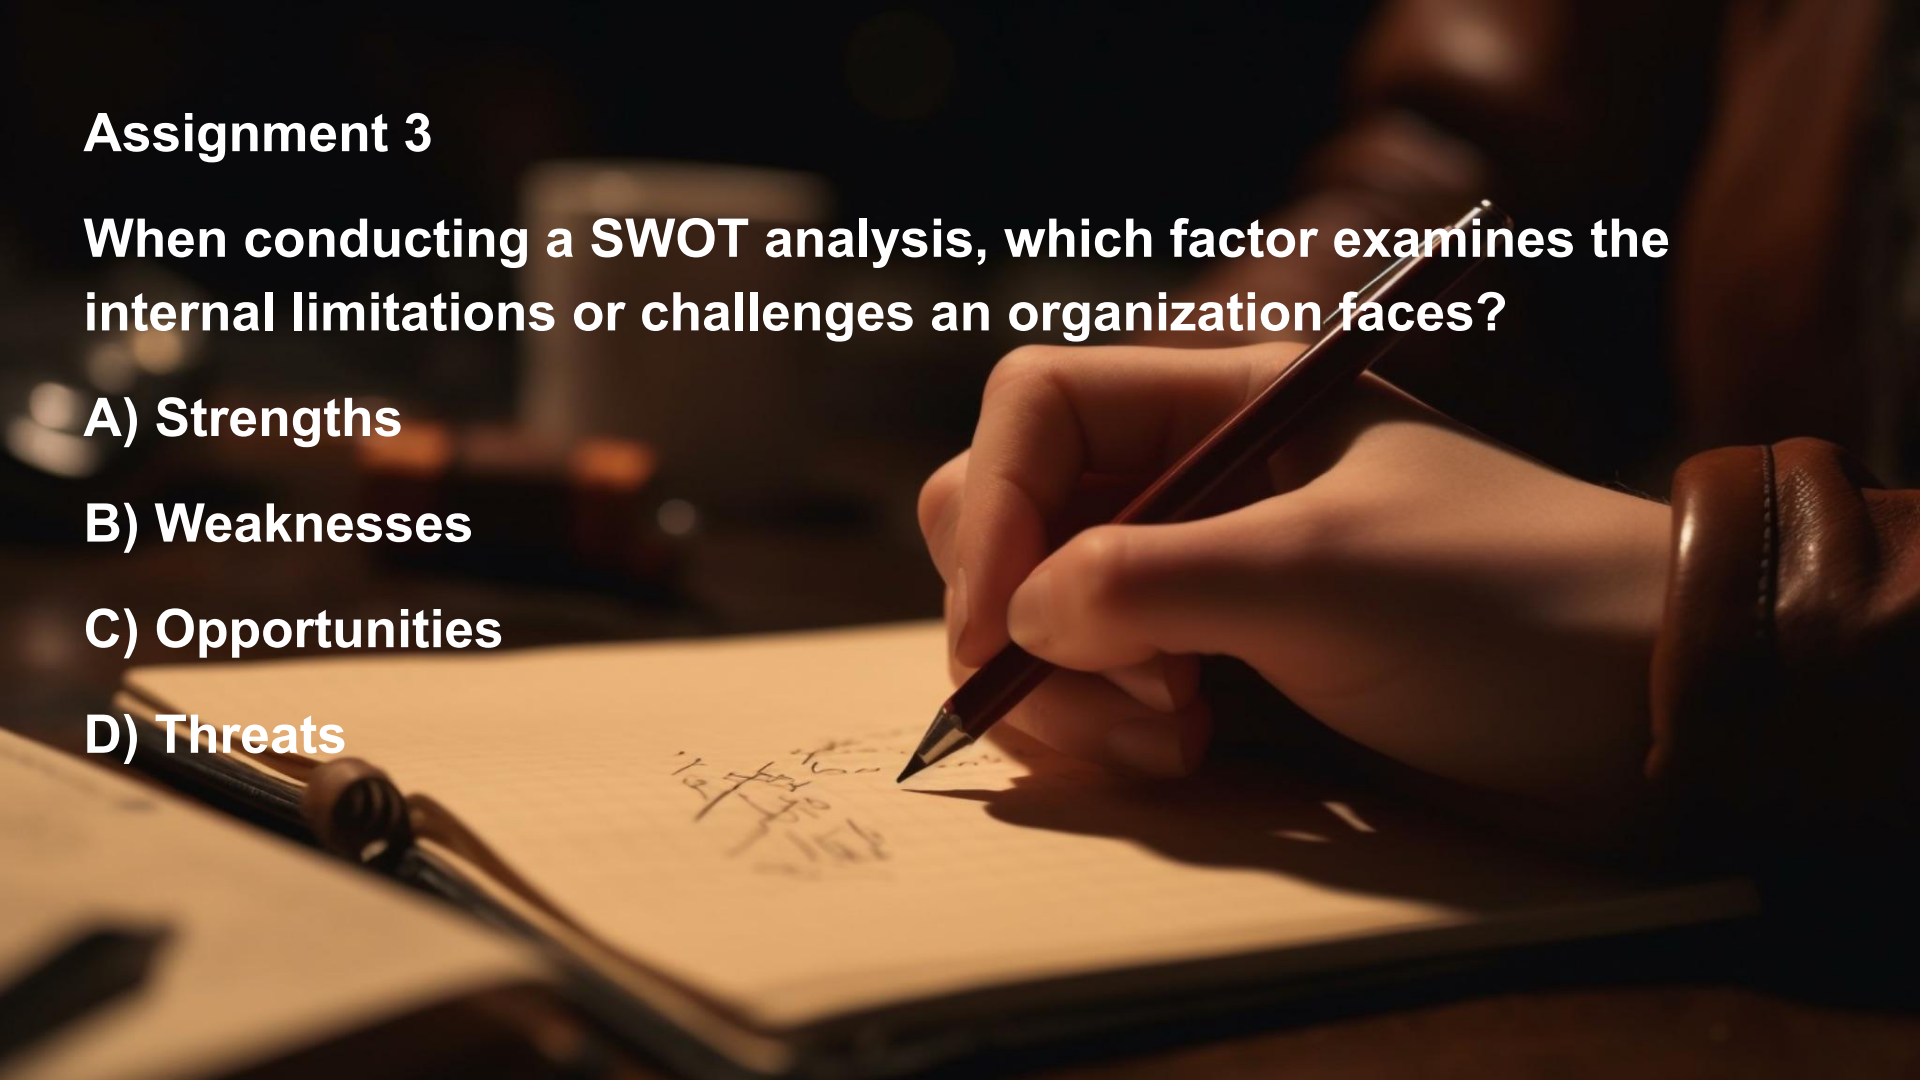 Assignment 3
When conducting a SWOT analysis, which factor examines the
internal limitations or challenges an organization faces?
A) Strengths
B) Weaknesses
C) Opportunities
D) Threats